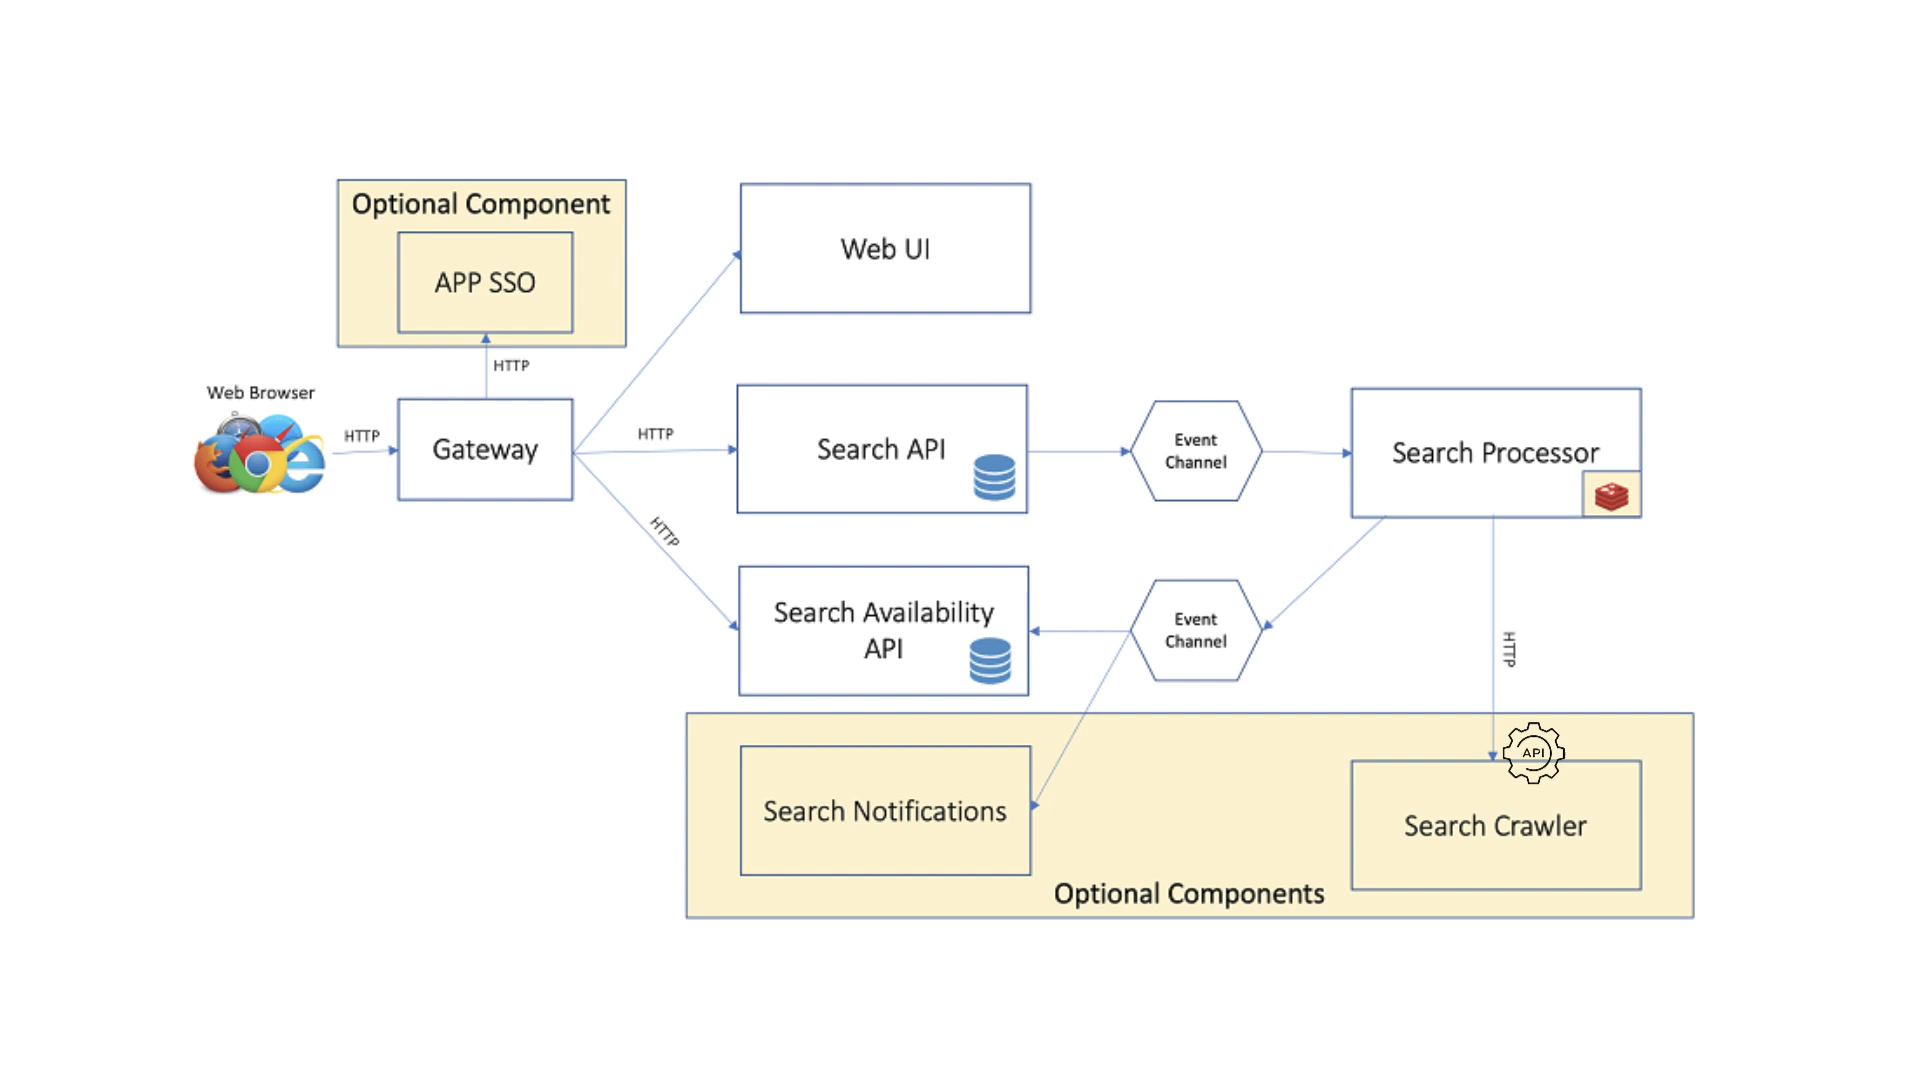 Optional Component
APP SSO
HTTP
Web Browser
HTTP
Gateway
Web UI
HTTP
Search API
Event
Channel
Search Processor
HTTP
Search Availability
API
Event
Channel
HTTP
API
Search Notifications
Search Crawler
Optional Components